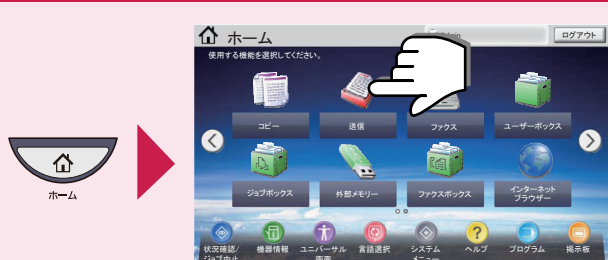 ホーム
ホーム
Admin
ログアウト
使用する機能を選択してください。
コピー
送信
ファクス
ユーザーボックス
ジョブボックス
外部メモリー
ファクスボックス
インターネット
ブラウザー
状況確認/
ジョブ中止
機器情報
ユニバーサル
画面
言語選択
システム
メニュー
ヘルプ
プログラム
掲示板